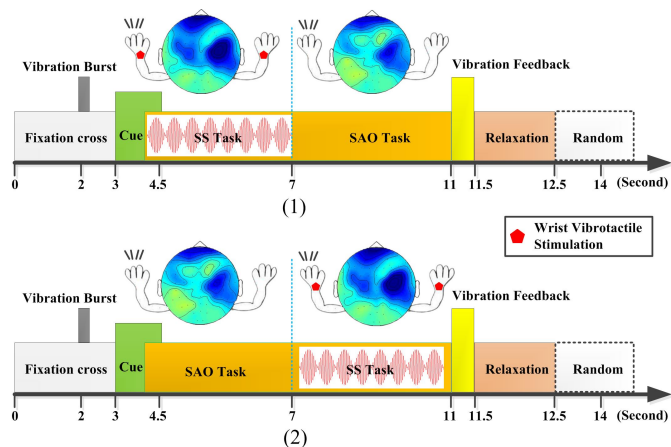 Vibration Burst
Vibration Feedback
Fixation cross
Cue
SS Task
SAO Task
Relaxation
Random
0
2
3
4.5
7
11
11.5
12.5
14
(Second)
(1)
Wrist Vibrotactile
Stimulation
Vibration Burst
Vibration Feedback
Fixation cross
Cue
SAO Task
SS Task
Relaxation
Random
0
2
3
4.5
7
11
11.5
12.5
14
(Second)
(2)